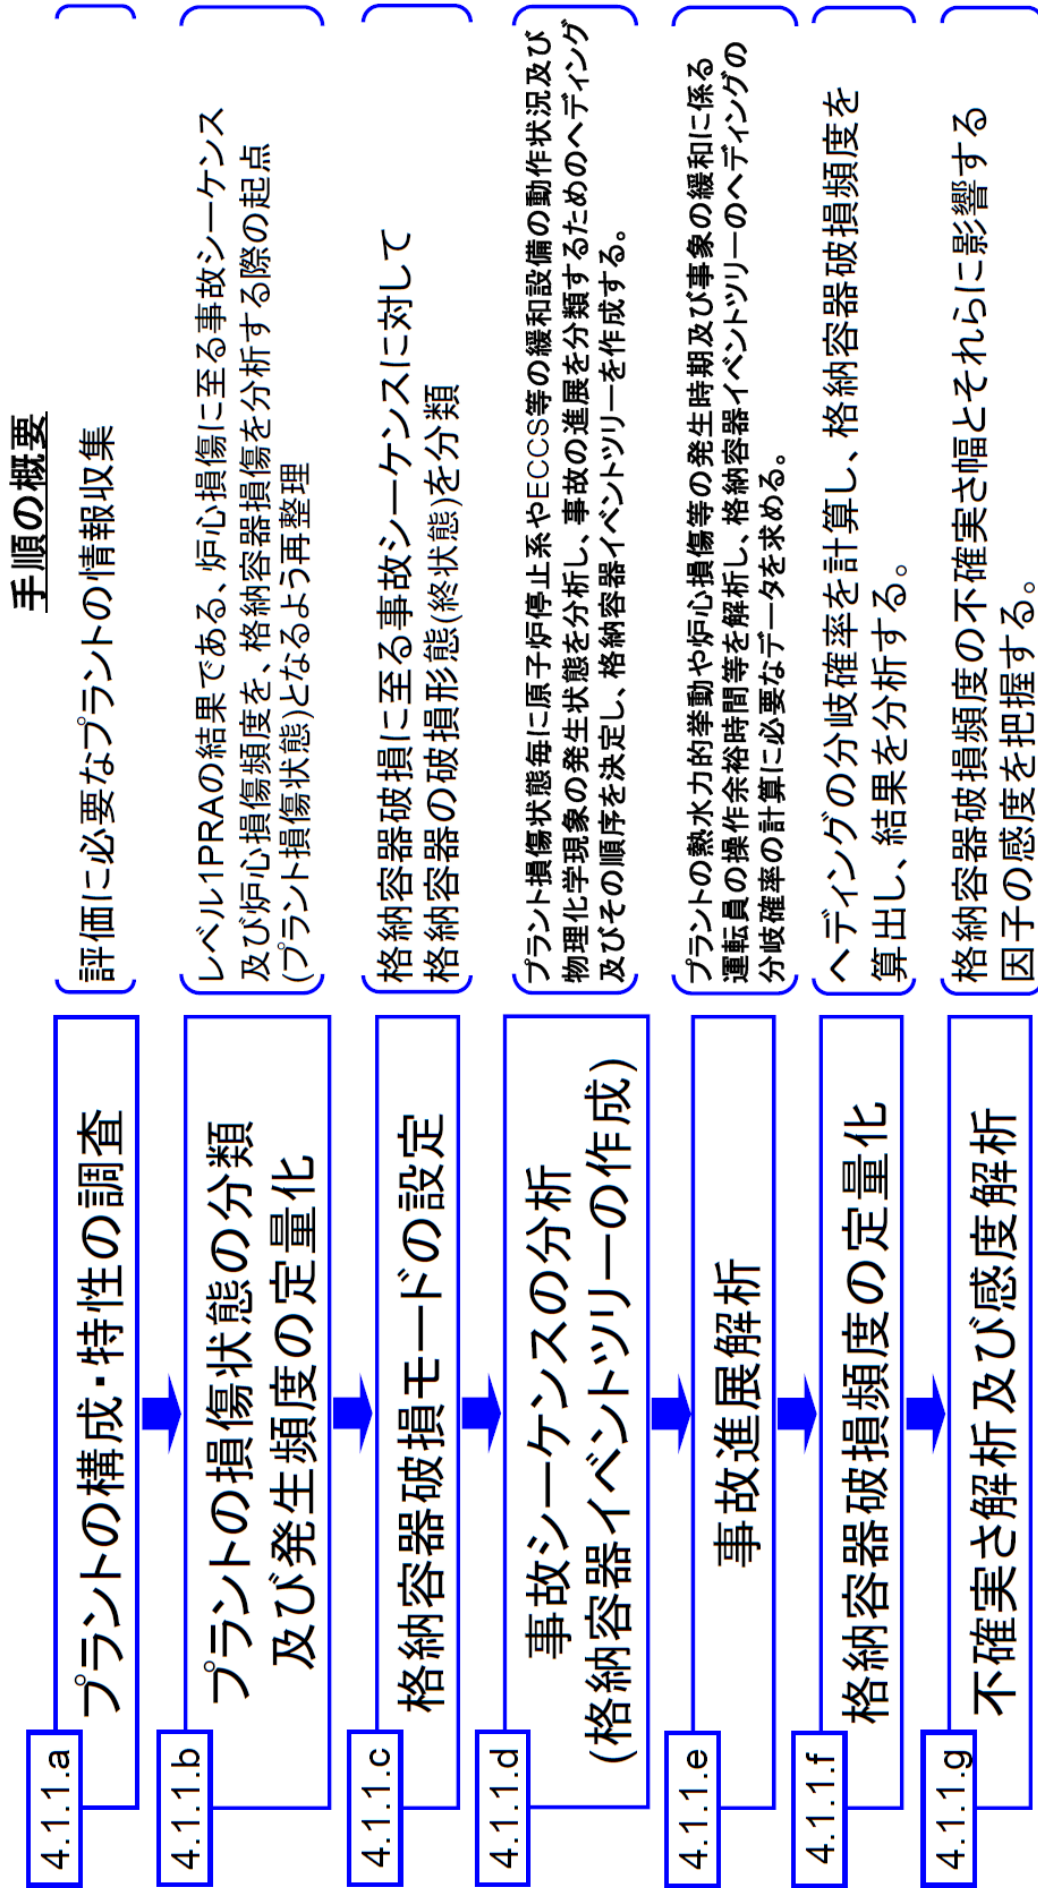 手順の概要
4.1.1.a
プラントの構成・特性の調査
評価に必要なプラントの情報収集
4.1.1.b
プラントの損傷状態の分類
及び発生頻度の定量化
レベル1PRAの結果である、炉心損傷に至る事故シーケンス
及び炉心損傷頻度を、格納容器損傷を分析する際の起点
(プラント損傷状態)となるよう再整理
4.1.1.c
格納容器破損モードの設定
格納容器破損に至る事故シーケンスに対して
格納容器の破損形態(終状態)を分類
4.1.1.d
事故シーケンスの分析
(格納容器イベントツリーの作成)
プラント損傷状態毎に原子炉停止系やECCS等の緩和設備の動作状況及び
物理化学現象の発生状態を分析し、事故の進展を分類するためのヘディング
及びその順序を決定し、格納容器イベントツリーを作成する。
4.1.1.e
事故進展解析
プラントの熱水力的挙動や炉心損傷等の発生時期及び事象の緩和に係る
運転員の操作余裕時間等を解析し、格納容器イベントツリーのヘディングの
分岐確率の計算に必要なデータを求める。
4.1.1.f
格納容器破損頻度の定量化
ヘディングの分岐確率を計算し、格納容器破損頻度を
算出し、結果を分析する。
4.1.1.g
不確実さ解析及び感度解析
格納容器破損頻度の不確実さ幅とそれらに影響する
因子の感度を把握する。